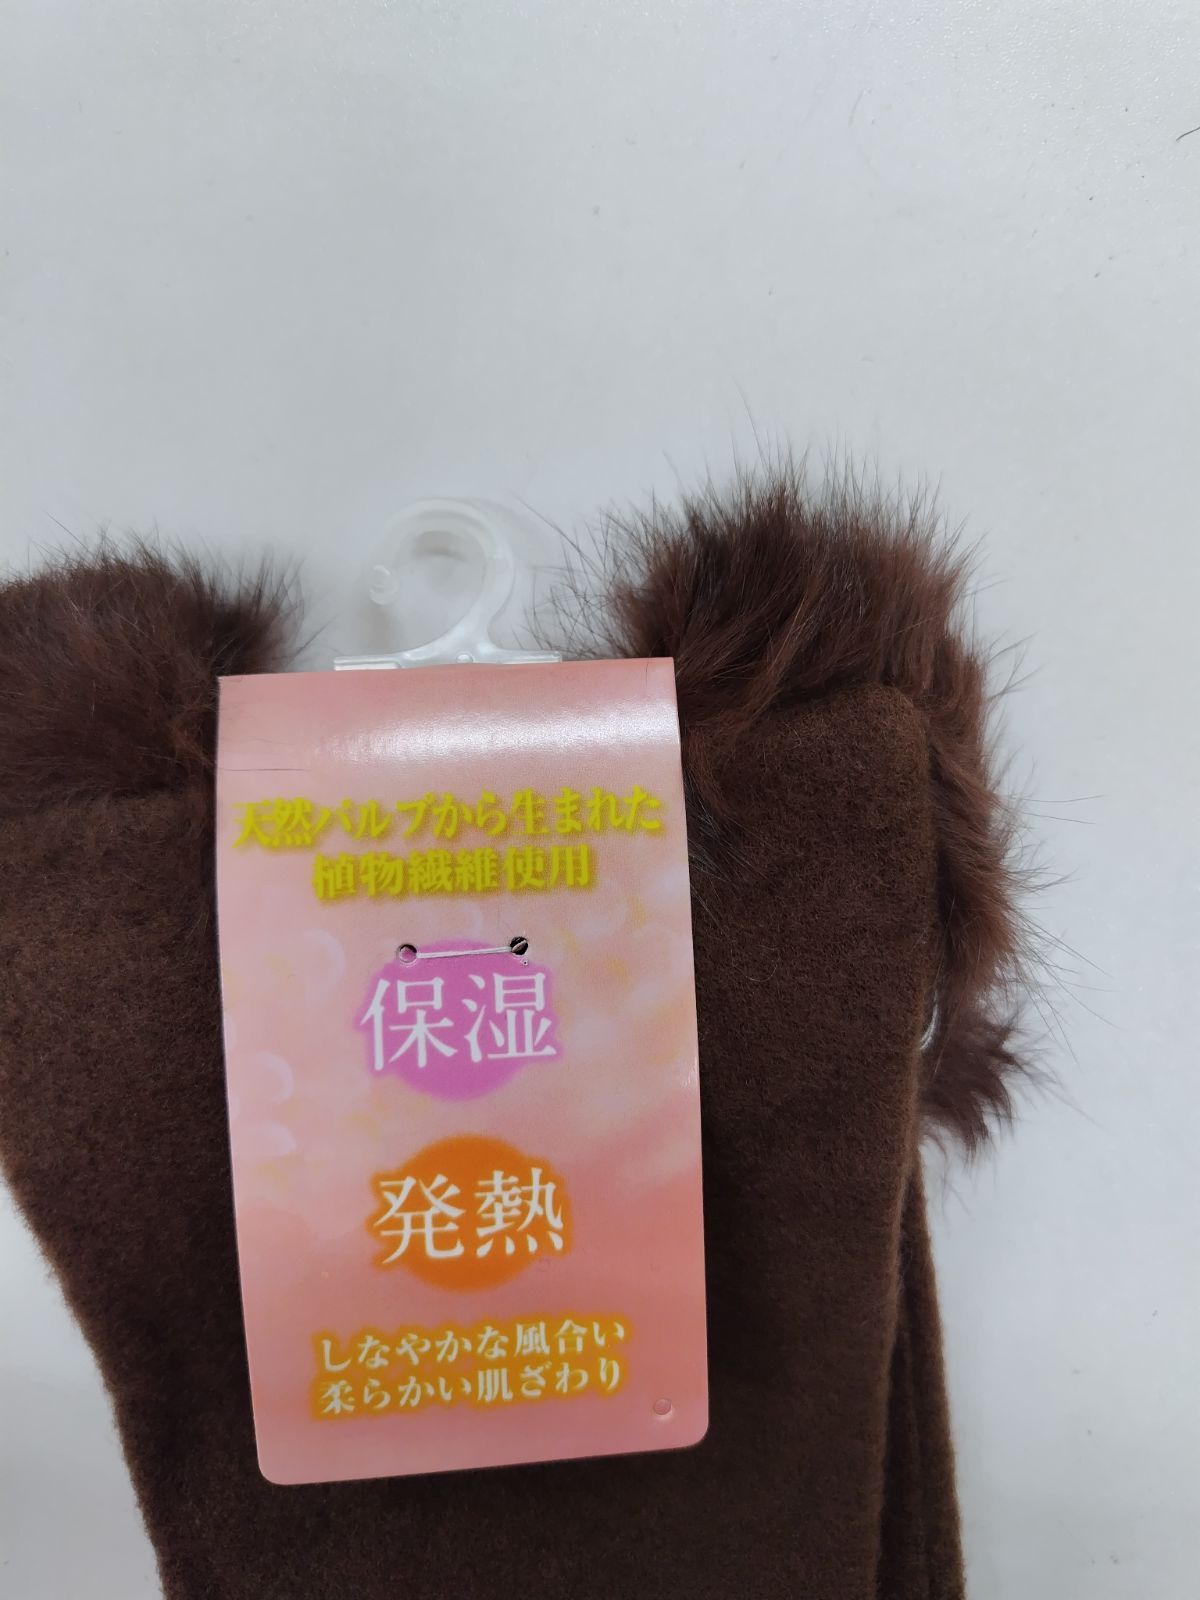 天然パルプから生まれた
植物繊維使用
保湿
発熱
しなやかな風合い
柔らかい肌ざわり